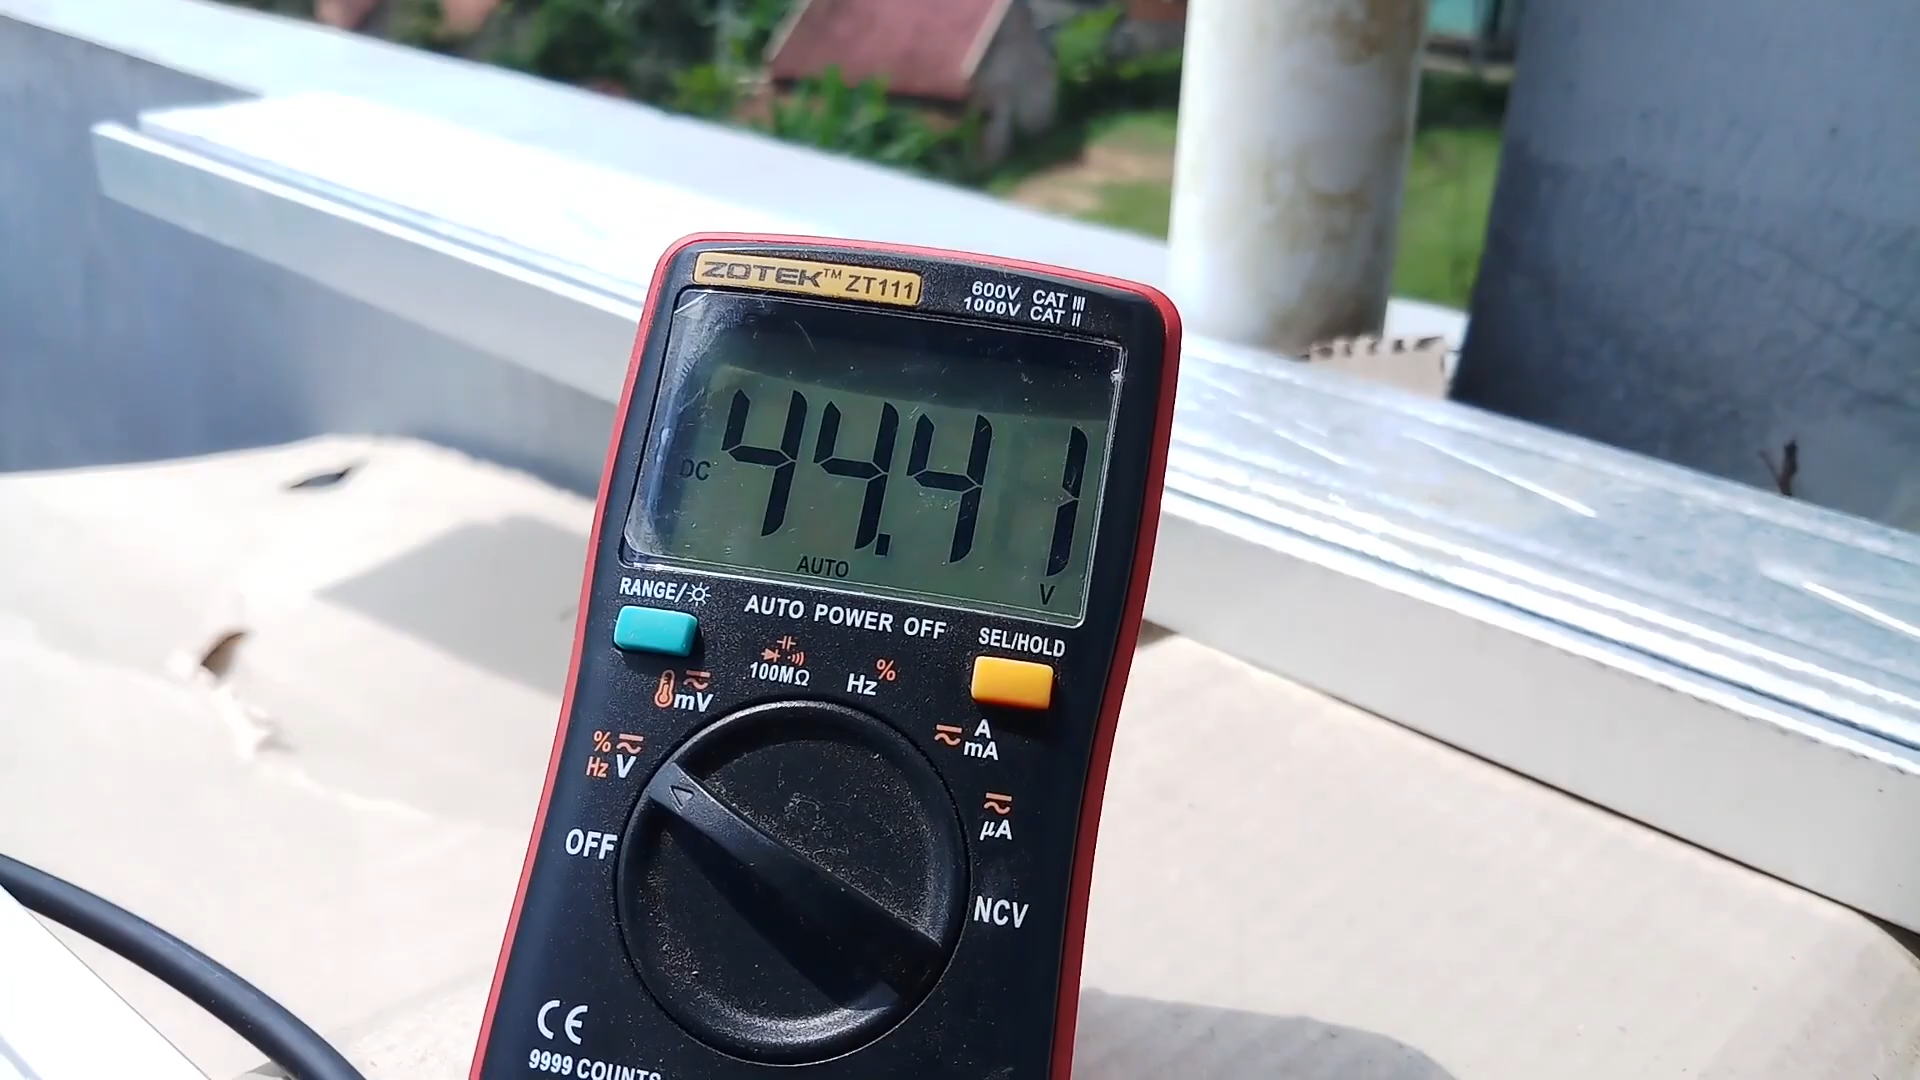 ZOTEK™ ZT111
600V CAT III
1000V CAT II
DC 44.41
AUTO V
RANGE/
AUTO POWER OFF
SEL/HOLD
100MΩ
Hz %
mV
A
mA
%
Hz V
µA
OFF
NCV
CE
9999 COUNTS